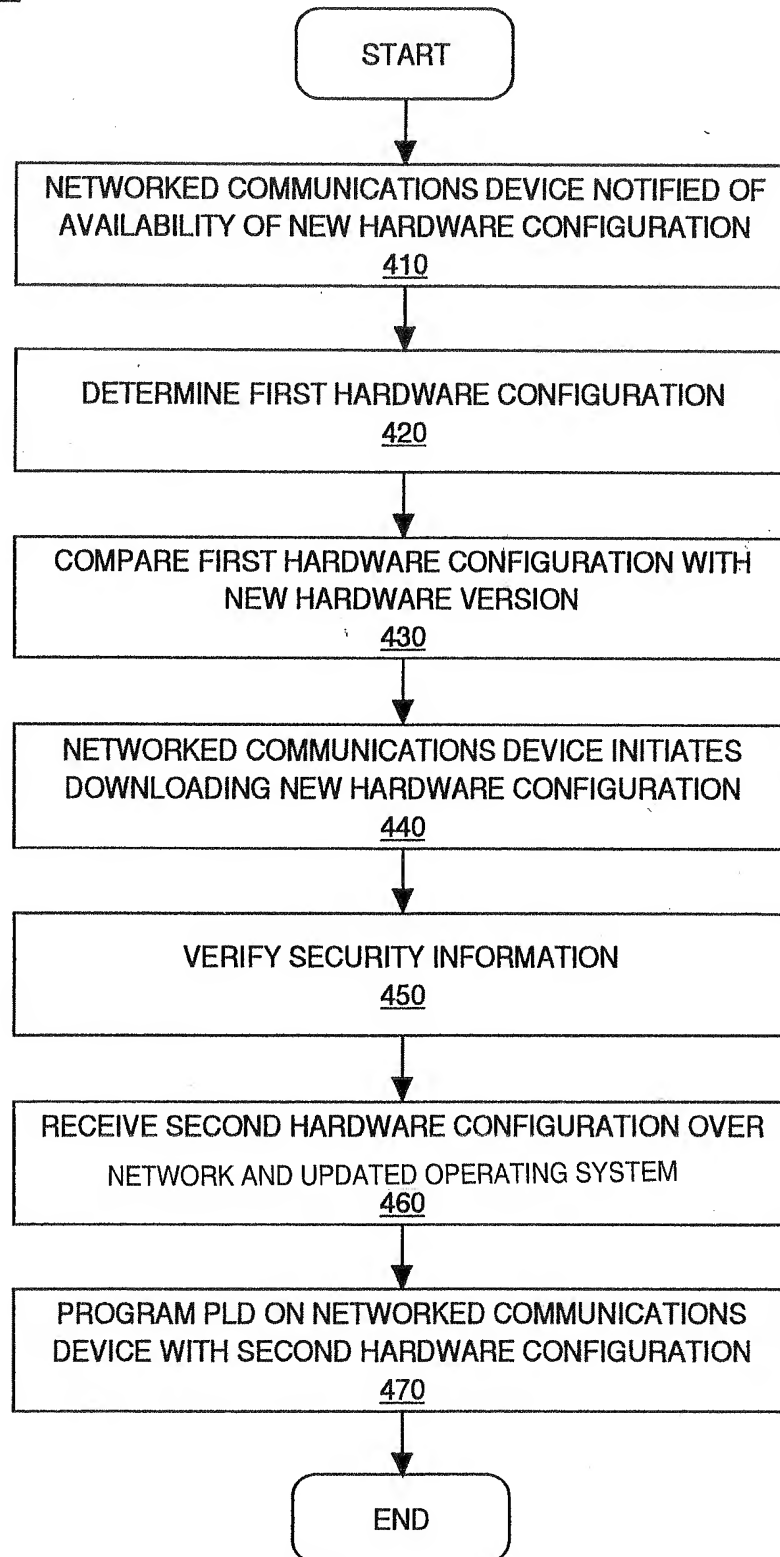 START
NETWORKED COMMUNICATIONS DEVICE NOTIFIED OF
AVAILABILITY OF NEW HARDWARE CONFIGURATION
410
DETERMINE FIRST HARDWARE CONFIGURATION
420
COMPARE FIRST HARDWARE CONFIGURATION WITH
NEW HARDWARE VERSION
430
NETWORKED COMMUNICATIONS DEVICE INITIATES
DOWNLOADING NEW HARDWARE CONFIGURATION
440
VERIFY SECURITY INFORMATION
450
RECEIVE SECOND HARDWARE CONFIGURATION OVER
NETWORK AND UPDATED OPERATING SYSTEM
460
PROGRAM PLD ON NETWORKED COMMUNICATIONS
DEVICE WITH SECOND HARDWARE CONFIGURATION
470
END